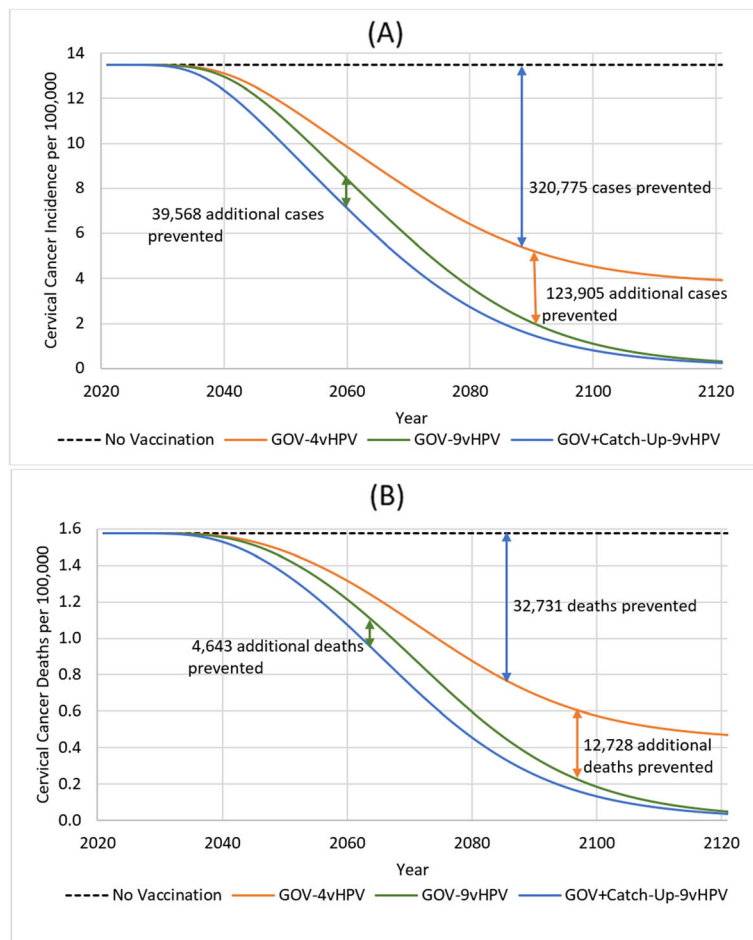 (A)
Cervical Cancer Incidence per 100,000
14
12
10
8
6
4
2
0
320,775 cases prevented
39,568 additional cases
prevented
123,905 additional cases
prevented
2020 2040 2060 2080 2100 2120
Year
No Vaccination GOV-4vHPV GOV-9vHPV GOV+Catch-Up-9vHPV
(B)
Cervical Cancer Deaths per 100,000
1.6
1.4
1.2
1.0
0.8
0.6
0.4
0.2
0.0
32,731 deaths prevented
4,643 additional deaths
prevented
12,728 additional
deaths prevented
2020 2040 2060 2080 2100 2120
Year
No Vaccination GOV-4vHPV GOV-9vHPV GOV+Catch-Up-9vHPV